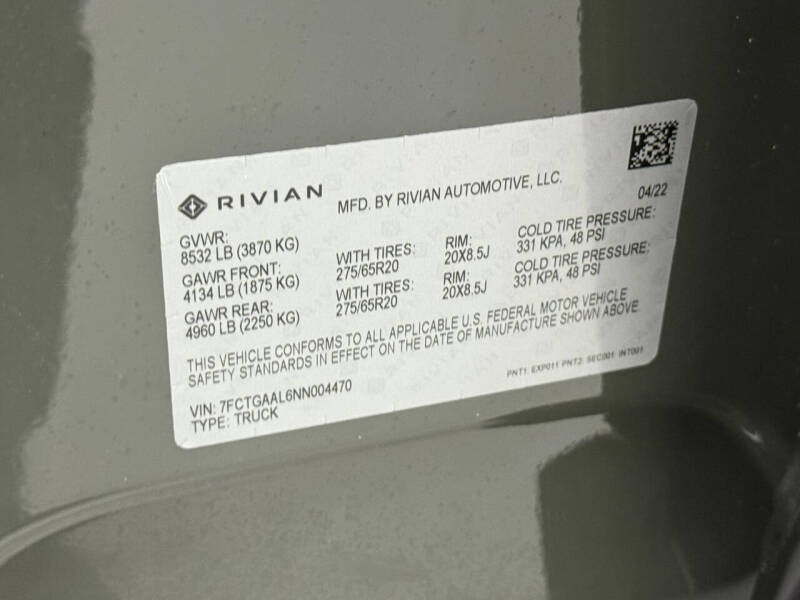 RIVIAN MFD. BY RIVIAN AUTOMOTIVE, LLC.
04/22
GVWR:
8532 LB (3870 KG)
GAWR FRONT: WITH TIRES: RIM: COLD TIRE PRESSURE:
4134 LB (1875 KG) 275/65R20 20X8.5J 331 KPA, 48 PSI
GAWR REAR: WITH TIRES: RIM: COLD TIRE PRESSURE:
4960 LB (2250 KG) 275/65R20 20X8.5J 331 KPA, 48 PSI
THIS VEHICLE CONFORMS TO ALL APPLICABLE U.S. FEDERAL MOTOR VEHICLE
SAFETY STANDARDS IN EFFECT ON THE DATE OF MANUFACTURE SHOWN ABOVE.
PNT1: EXP011 PNT2: SEC001 INT001
VIN: 7FCTGAAL6NN004470
TYPE: TRUCK